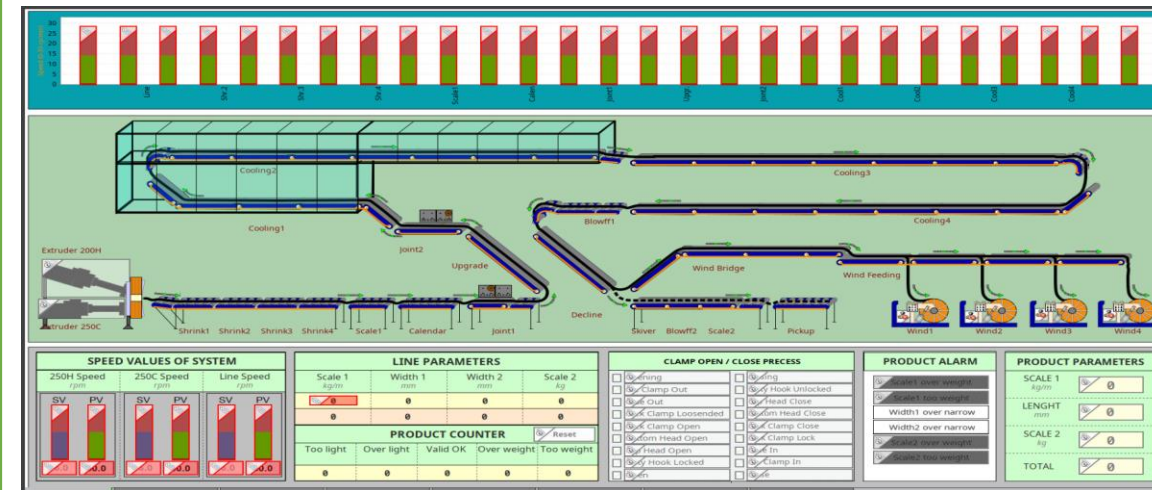 30
25
20
15
10
5
0
Line
Shr.2
Shr.3
Shr.4
Scale1
Calen
Joint1
Upgr.
Joint2
Cool1
Cool2
Cool3
Cool4
Cooling2
Cooling3
Cooling1
Blowff1
Cooling4
Joint2
Extruder 200H
Upgrade
Wind Bridge
Wind Feeding
Extruder 250C
Shrink1 Shrink2 Shrink3 Shrink4 Scale1 Calendar Joint1
Decline
Skiver Blowff2 Scale2 Pickup
Wind1 Wind2 Wind3 Wind4
SPEED VALUES OF SYSTEM
250H Speed 250C Speed Line Speed
rpm rpm rpm
SV PV SV PV SV PV
LINE PARAMETERS
Scale 1 Width 1 Width 2 Scale 2
kg/m mm mm kg
0 0 0 0
0 0 0 0
PRODUCT COUNTER Reset
Too light Over light Valid OK Over weight Too weight
0 0 0 0 0
CLAMP OPEN / CLOSE PRECESS
Clamp Out Hook Unlocked
Out Head Close
Clamp Loosended Head Close
Clamp Open Clamp Close
Head Open Clamp Lock
Head Open In
Hook Locked Clamp In
PRODUCT ALARM
Scale1 over weight
Scale1 too weight
Width1 over narrow
Width2 over narrow
Scale2 over weight
Scale2 too weight
PRODUCT PARAMETERS
SCALE 1 0
kg/m
LENGHT 0
mm
SCALE 2 0
kg
TOTAL 0